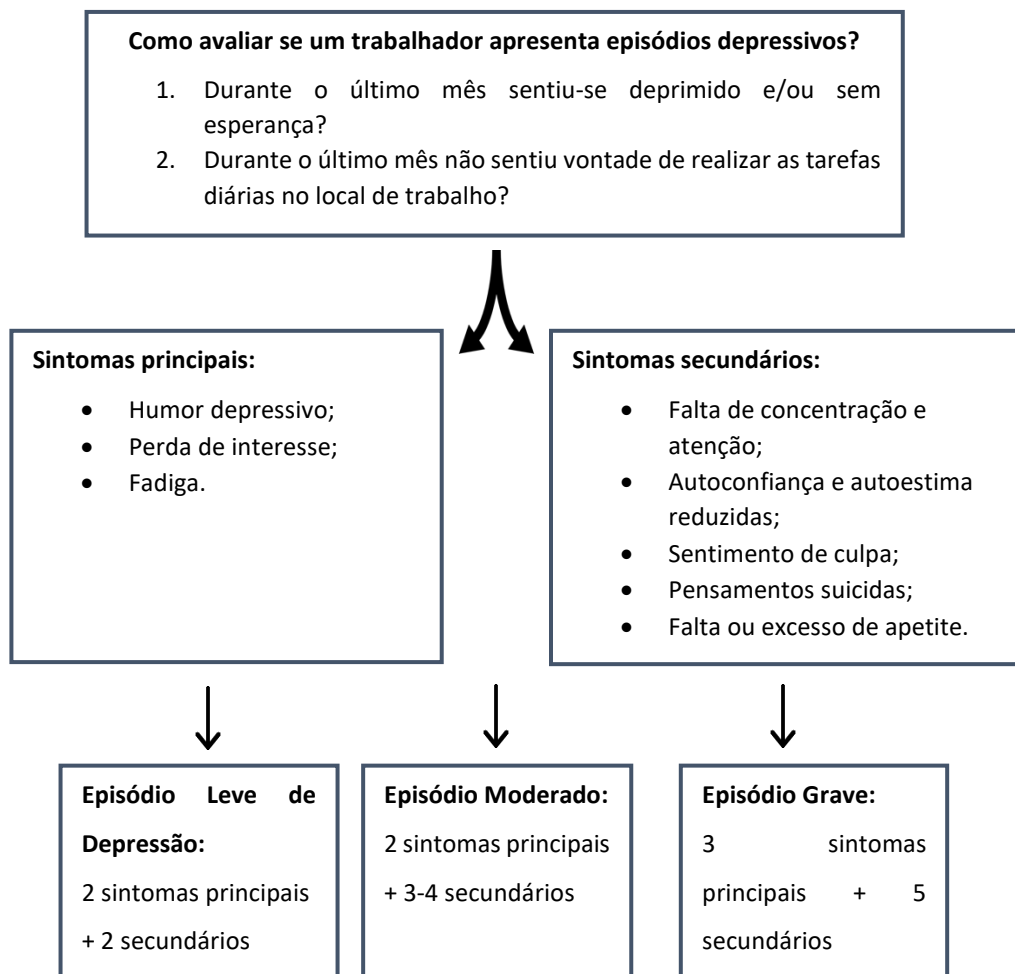 Como avaliar se um trabalhador apresenta episódios depressivos?
1. Durante o último mês sentiu-se deprimido e/ou sem
esperança?
2. Durante o último mês não sentiu vontade de realizar as tarefas
diárias no local de trabalho?
Sintomas principais:
• Humor depressivo;
• Perda de interesse;
• Fadiga.
Sintomas secundários:
• Falta de concentração e
atenção;
• Autoconfiança e autoestima
reduzidas;
• Sentimento de culpa;
• Pensamentos suicidas;
• Falta ou excesso de apetite.
Episódio Leve de
Depressão:
2 sintomas principais
+ 2 secundários
Episódio Moderado:
2 sintomas principais
+ 3-4 secundários
Episódio Grave:
3 sintomas
principais + 5
secundários